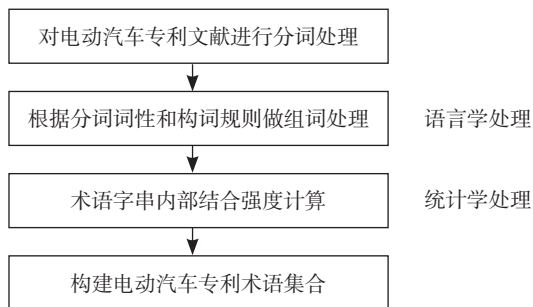 对电动汽车专利文献进行分词处理
根据分词词性和构词规则做组词处理
语言学处理
术语字串内部结合强度计算
统计学处理
构建电动汽车专利术语集合